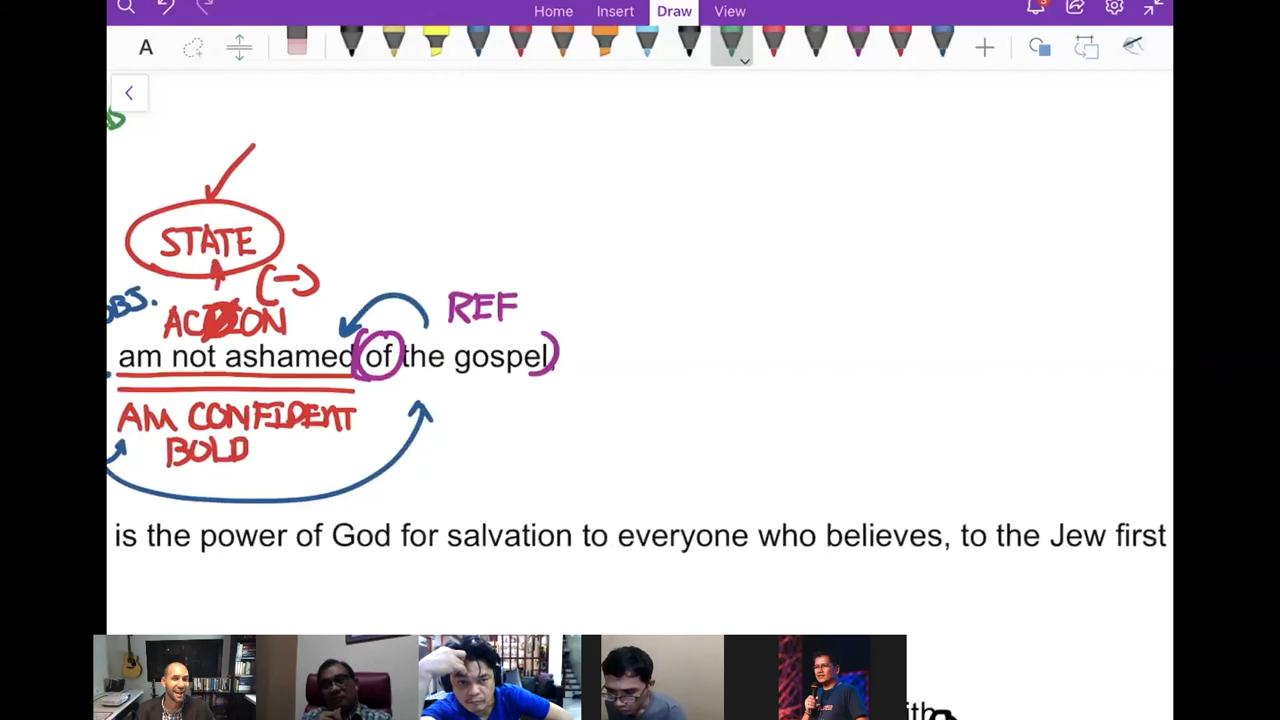 Home Insert Draw View
A
STATE
(-)
OBJ.
ACTION
REF
am not ashamed (of the gospel,)
AM CONFIDENT
BOLD
is the power of God for salvation to everyone who believes, to the Jew first